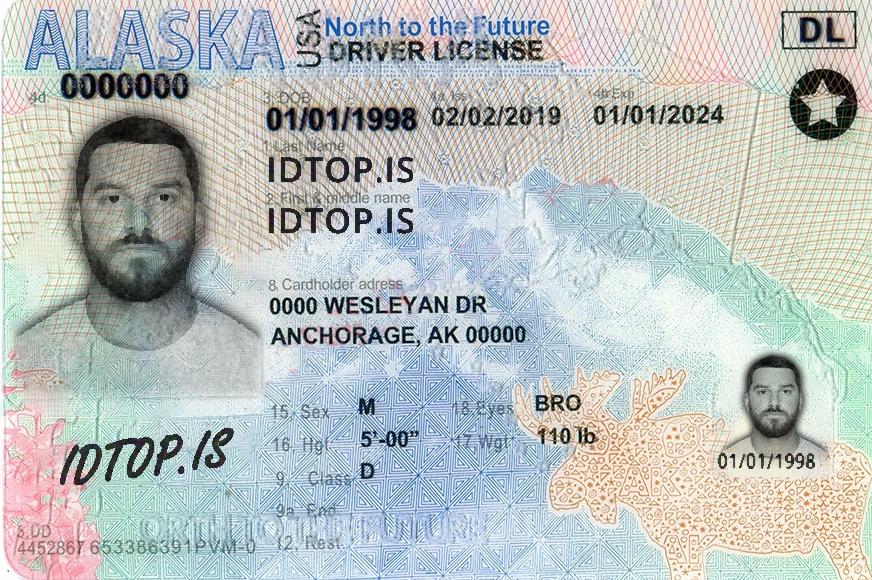 ALASKA
USA
North to the Future
DRIVER LICENSE
DL
4d.
0000000
3. DOB
4a Iss
4b Exp
01/01/1998
02/02/2019
01/01/2024
1. Last Name
IDTOP.IS
2. First & middle name
IDTOP.IS
8. Cardholder adress
0000 WESLEYAN DR
ANCHORAGE, AK 00000
15. Sex M
18 Eyes BRO
16. Hgt 5'-00"
17. Wgt 110 lb
9. Class D
9a End.
12. Rest.
IDTOP.IS
01/01/1998
NORTH TO THE FUTURE
5.DD
4452867 653386391PVM-0